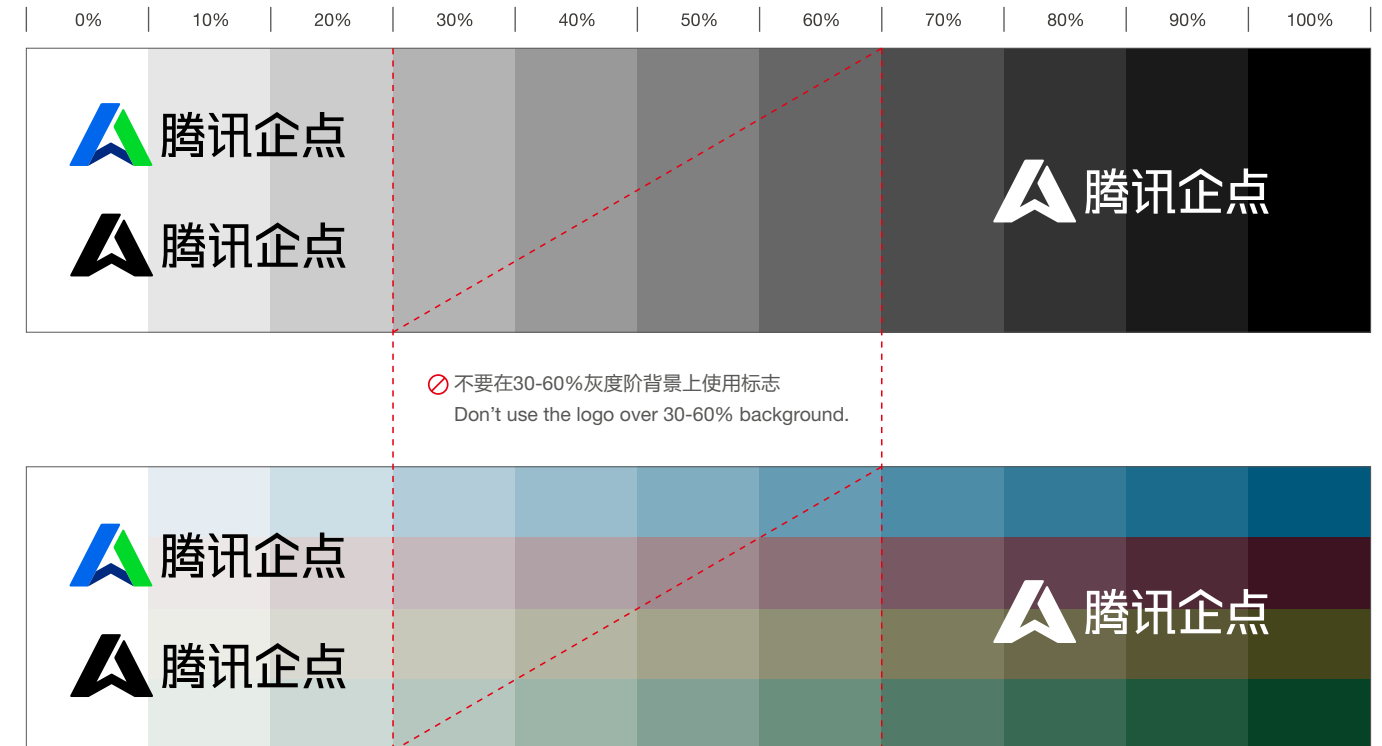 0% 10% 20% 30% 40% 50% 60% 70% 80% 90% 100%
腾讯企点
腾讯企点
腾讯企点
不要在30-60%灰度阶背景上使用标志
Don’t use the logo over 30-60% background.
腾讯企点
腾讯企点
腾讯企点